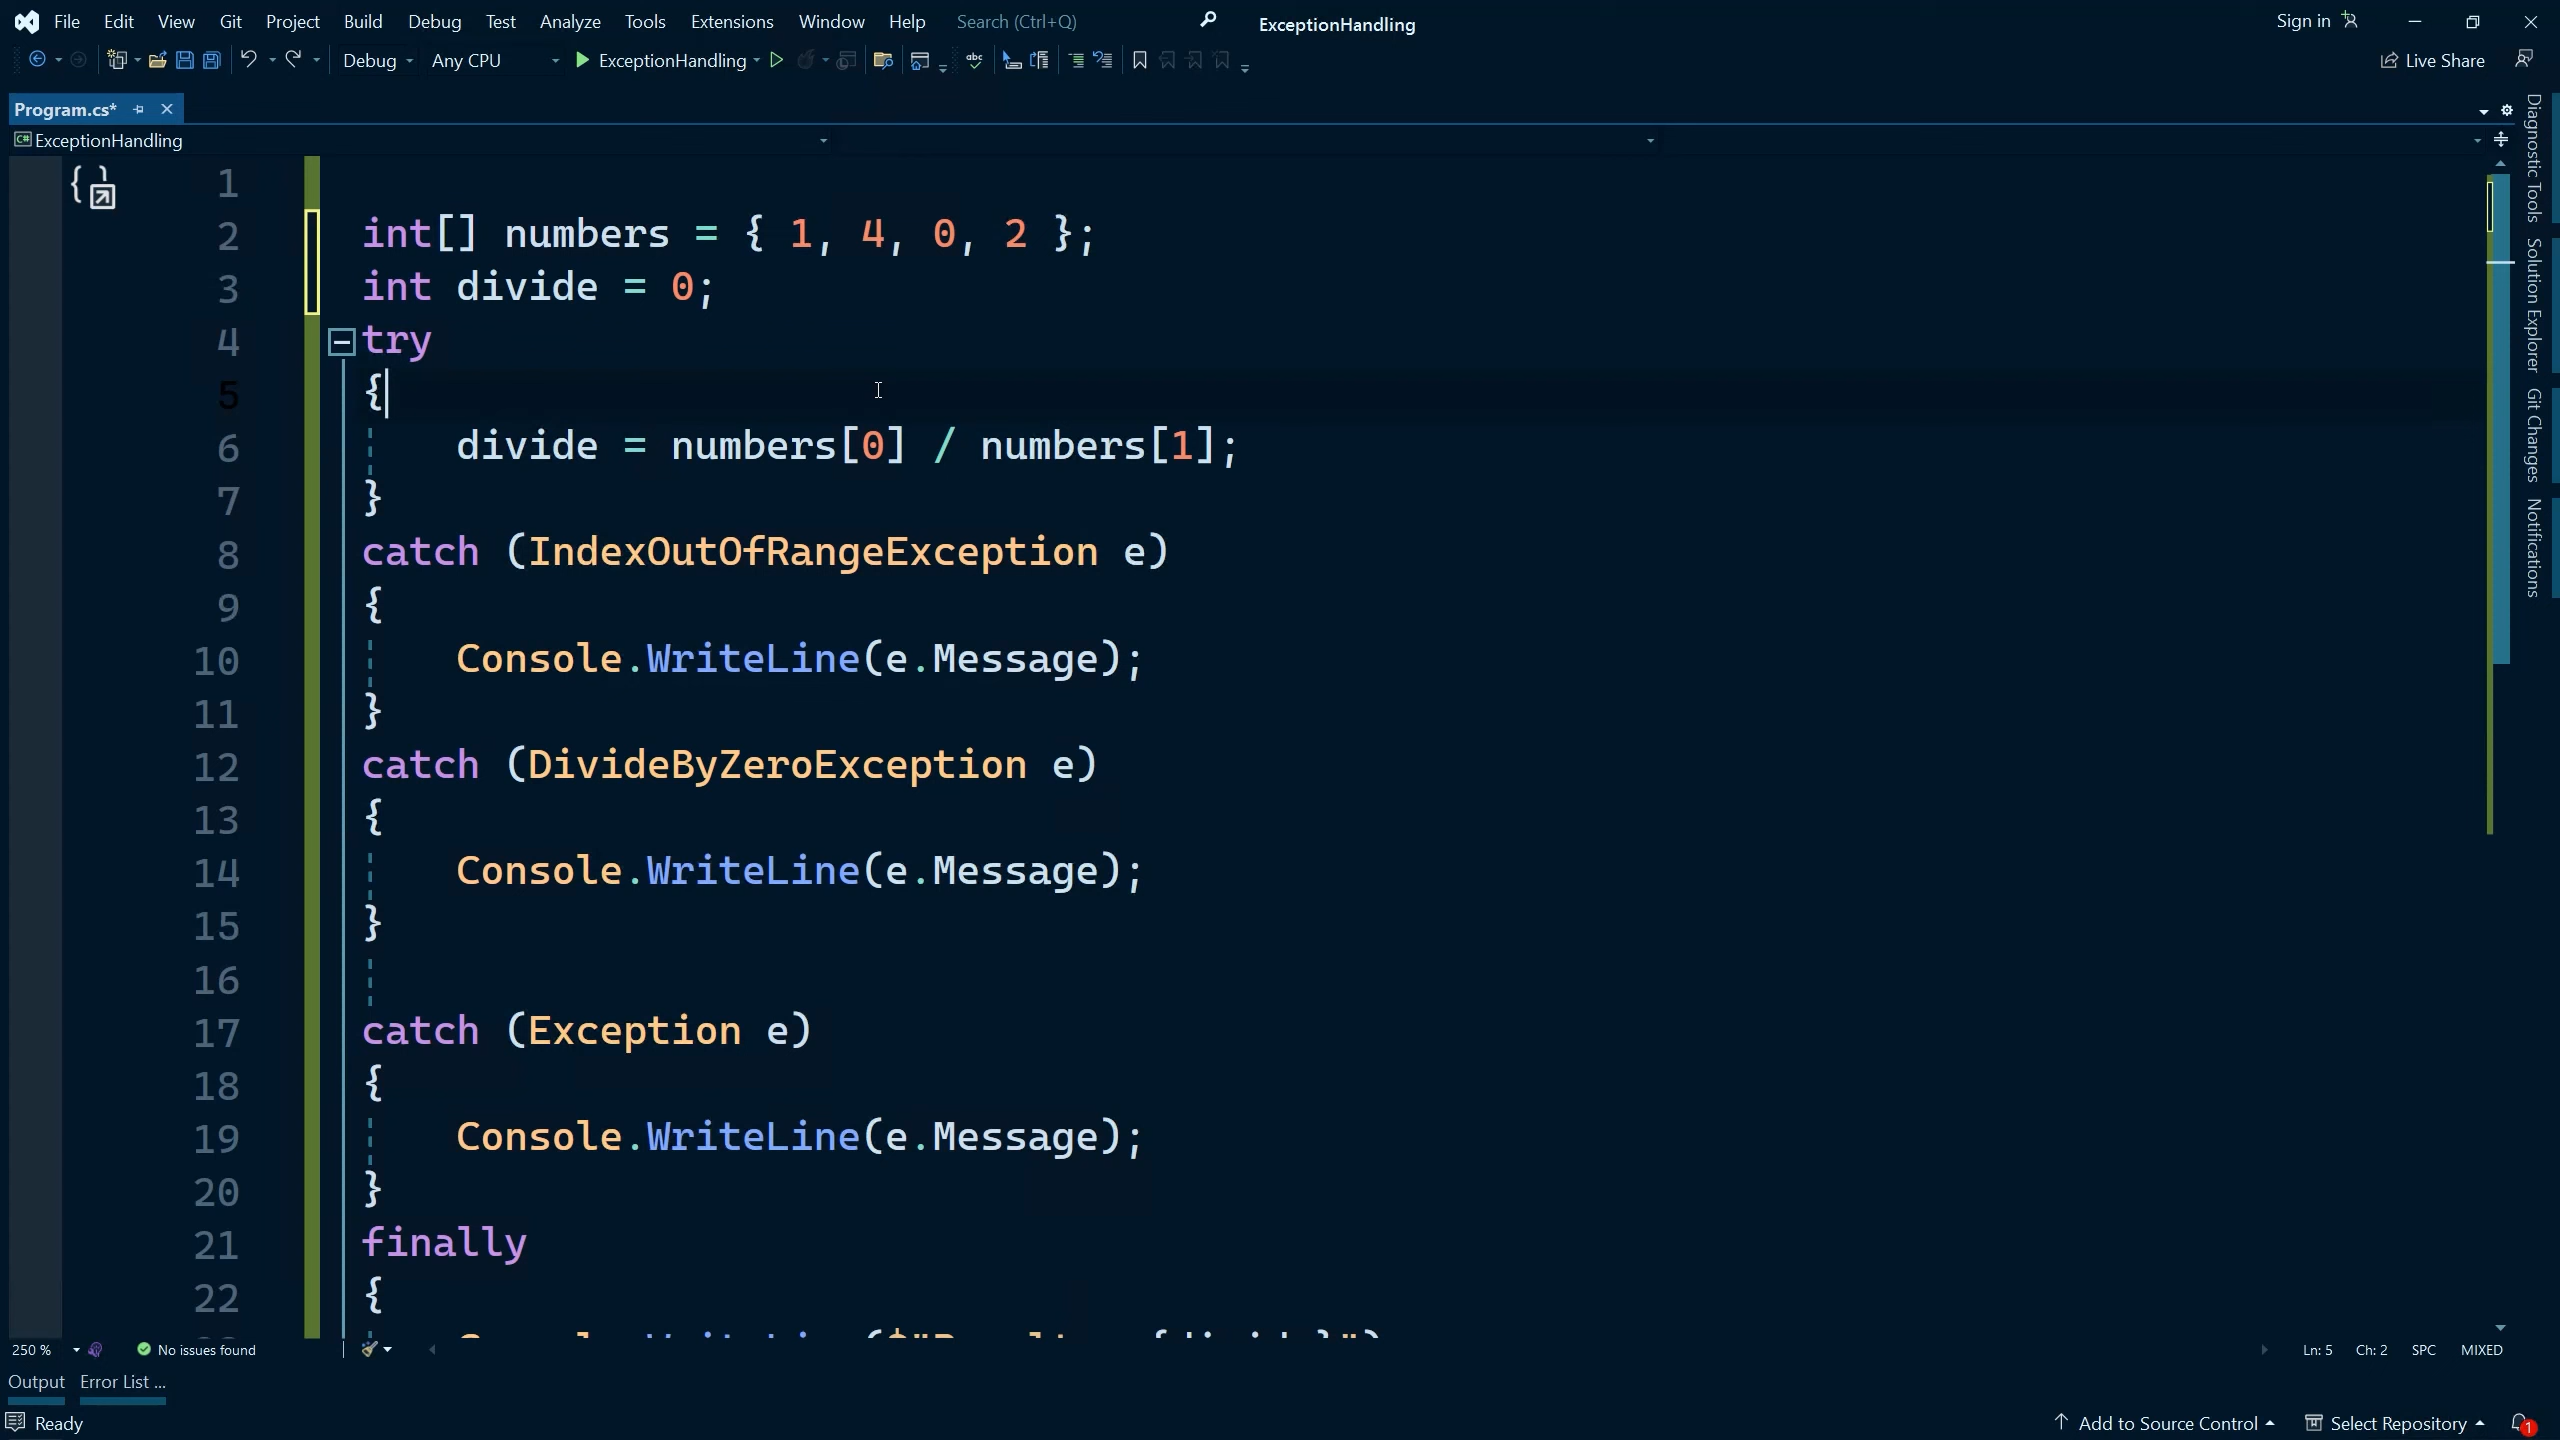 File Edit View Git Project Build Debug Test Analyze Tools Extensions Window Help Search (Ctrl+Q) ExceptionHandling Sign in
Debug Any CPU ExceptionHandling Live Share
Program.cs*
ExceptionHandling
1
2 int[] numbers = { 1, 4, 0, 2 };
3 int divide = 0;
4 try
5 {
6 divide = numbers[0] / numbers[1];
7 }
8 catch (IndexOutOfRangeException e)
9 {
10 Console.WriteLine(e.Message);
11 }
12 catch (DivideByZeroException e)
13 {
14 Console.WriteLine(e.Message);
15 }
16
17 catch (Exception e)
18 {
19 Console.WriteLine(e.Message);
20 }
21 finally
22 {
Diagnostic Tools
Solution Explorer
Git Changes
Notifications
250 % No issues found Ln: 5 Ch: 2 SPC MIXED
Output Error List ...
Ready Add to Source Control Select Repository 1